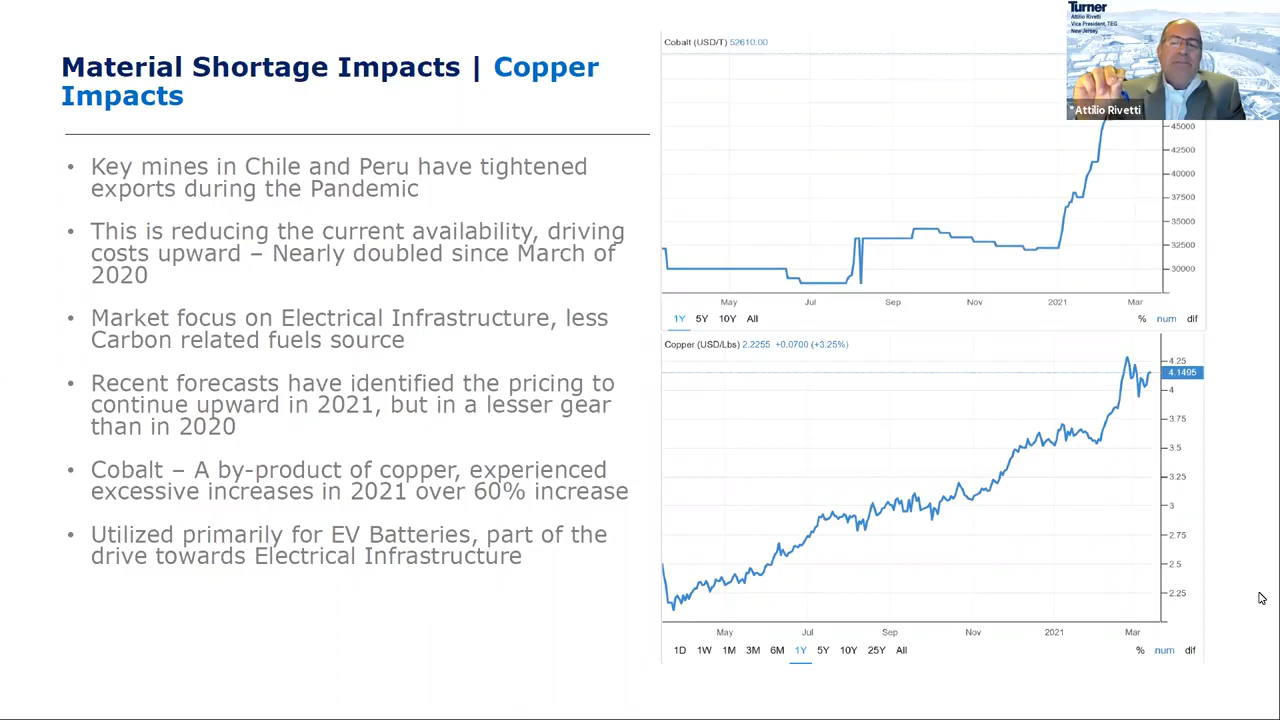 Material Shortage Impacts | Copper
Impacts
• Key mines in Chile and Peru have tightened
exports during the Pandemic
• This is reducing the current availability, driving
costs upward – Nearly doubled since March of
2020
• Market focus on Electrical Infrastructure, less
Carbon related fuels source
• Recent forecasts have identified the pricing to
continue upward in 2021, but in a lesser gear
than in 2020
• Cobalt – A by-product of copper, experienced
excessive increases in 2021 over 60% increase
• Utilized primarily for EV Batteries, part of the
drive towards Electrical Infrastructure
Cobalt (USD/T) 52610.00
45000
42500
40000
37500
35000
32500
30000
May Jul Sep Nov 2021 Mar
1Y 5Y 10Y All % num dif
Copper (USD/Lbs) 2.2255 +0.0700 (+3.25%)
4.25
4.1495
4
3.75
3.5
3.25
3
2.75
2.5
2.25
May Jul Sep Nov 2021 Mar
1D 1W 1M 3M 6M 1Y 5Y 10Y 25Y All % num dif
Turner
Attilio Rivetti
Vice President, TEG
New Jersey
*Attilio Rivetti